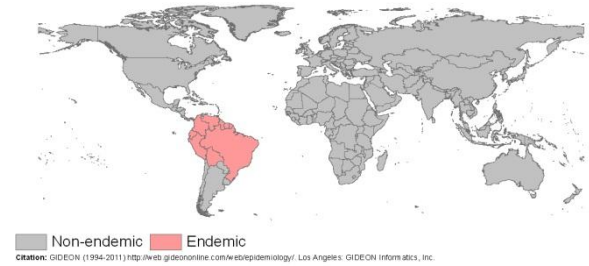 Non-endemic Endemic
Citation: GIDEON (1994-2011) http://web.gideononline.com/web/epidemiology/. Los Angeles: GIDEON Informatics, Inc.